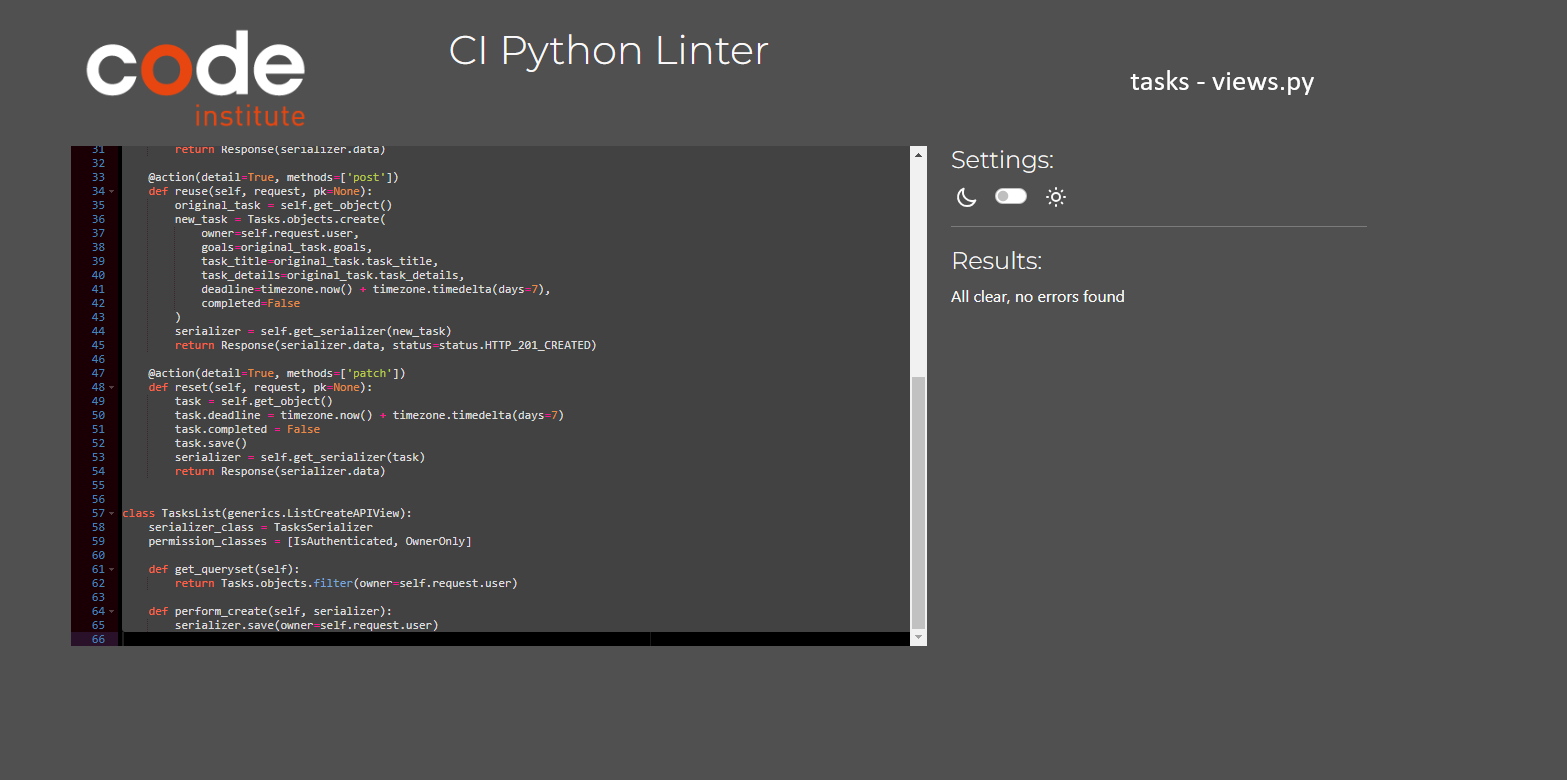 code
institute
CI Python Linter
tasks - views.py
31 return Response(serializer.data)
32
33 @action(detail=True, methods=['post'])
34 def reuse(self, request, pk=None):
35 original_task = self.get_object()
36 new_task = Tasks.objects.create(
37 owner=self.request.user,
38 goals=original_task.goals,
39 task_title=original_task.task_title,
40 task_details=original_task.task_details,
41 deadline=timezone.now() + timezone.timedelta(days=7),
42 completed=False
43 )
44 serializer = self.get_serializer(new_task)
45 return Response(serializer.data, status=status.HTTP_201_CREATED)
46
47 @action(detail=True, methods=['patch'])
48 def reset(self, request, pk=None):
49 task = self.get_object()
50 task.deadline = timezone.now() + timezone.timedelta(days=7)
51 task.completed = False
52 task.save()
53 serializer = self.get_serializer(task)
54 return Response(serializer.data)
55
56
57 class TasksList(generics.ListCreateAPIView):
58 serializer_class = TasksSerializer
59 permission_classes = [IsAuthenticated, OwnerOnly]
60
61 def get_queryset(self):
62 return Tasks.objects.filter(owner=self.request.user)
63
64 def perform_create(self, serializer):
65 serializer.save(owner=self.request.user)
66
Settings:
Results:
All clear, no errors found